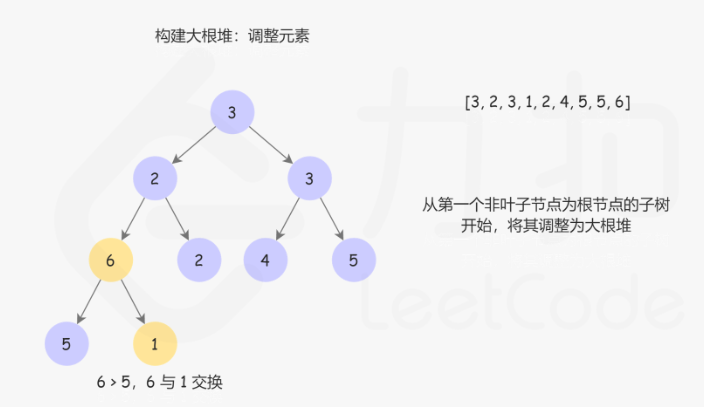 构建大根堆：调整元素
3
[3, 2, 3, 1, 2, 4, 5, 5, 6]
2 3
从第一个非叶子节点为根节点的子树
开始，将其调整为大根堆
6 2 4 5
5 1
6 > 5，6 与 1 交换
力扣
LeetCode